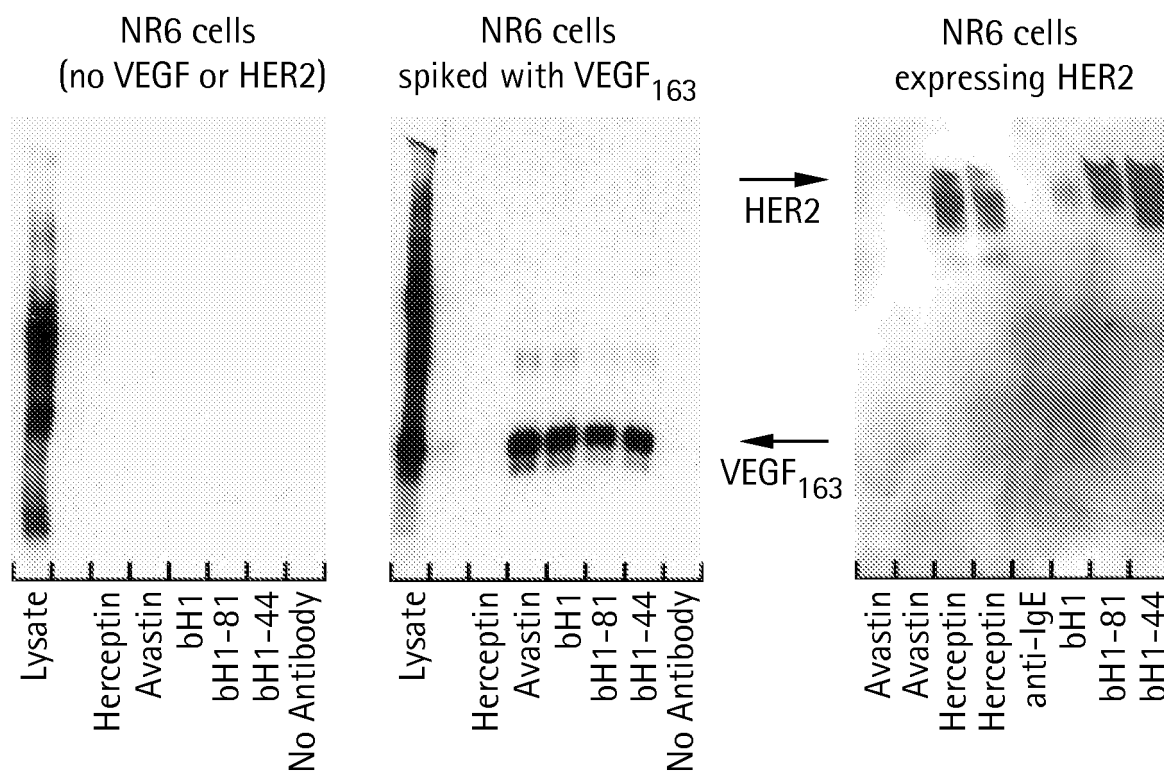 NR6 cells
(no VEGF or HER2)
Lysate
Herceptin
Avastin
bH1
bH1-81
bH1-44
No Antibody
NR6 cells
spiked with VEGF163
Lysate
Herceptin
Avastin
bH1
bH1-81
bH1-44
No Antibody
HER2
VEGF163
NR6 cells
expressing HER2
Avastin
Avastin
Herceptin
Herceptin
anti-IgE
bH1
bH1-81
bH1-44